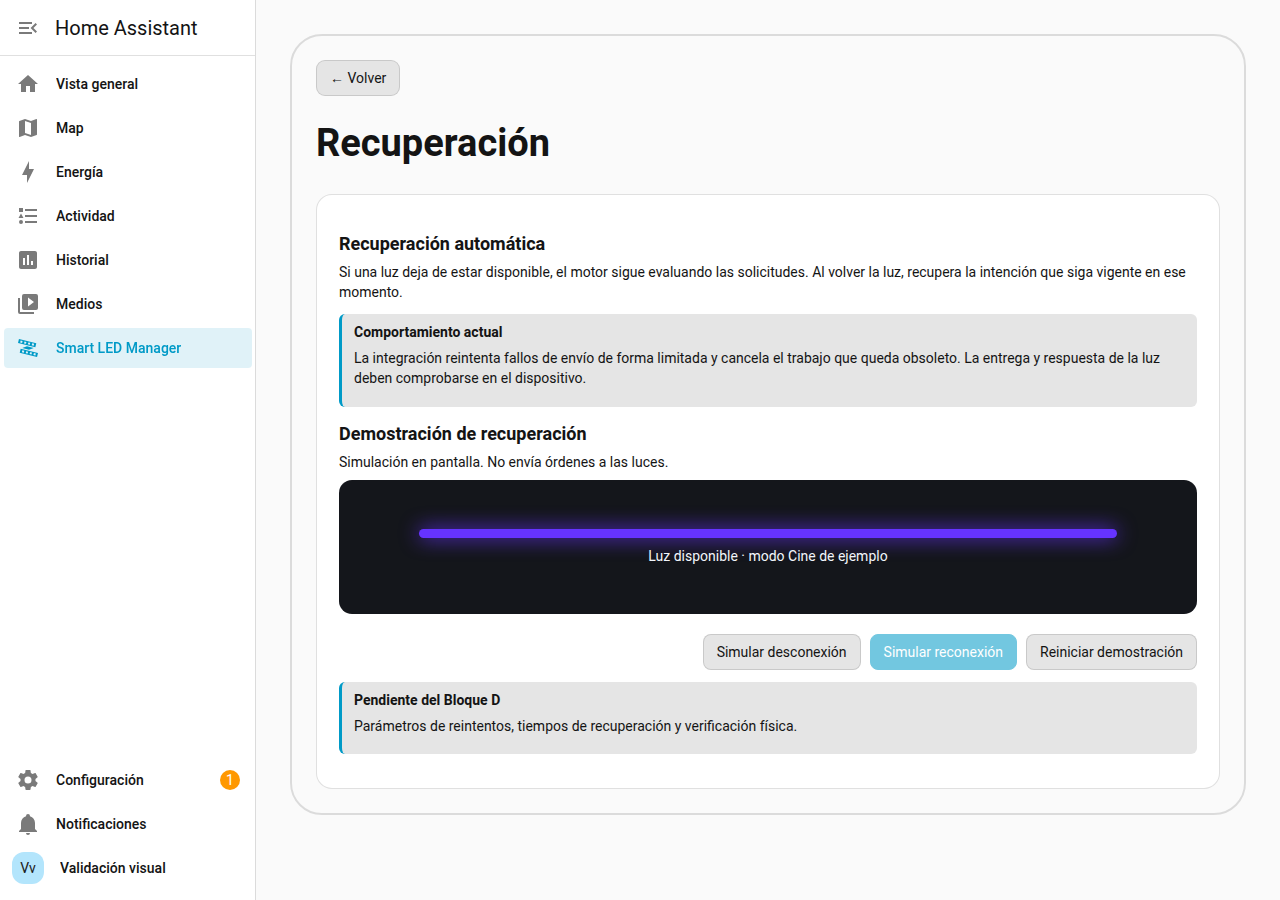 Home Assistant
Vista general
Map
Energía
Actividad
Historial
Medios
Smart LED Manager
Configuración
1
Notificaciones
Vv
Validación visual
← Volver
Recuperación
Recuperación automática
Si una luz deja de estar disponible, el motor sigue evaluando las solicitudes. Al volver la luz, recupera la intención que siga vigente en ese
momento.
Comportamiento actual
La integración reintenta fallos de envío de forma limitada y cancela el trabajo que queda obsoleto. La entrega y respuesta de la luz
deben comprobarse en el dispositivo.
Demostración de recuperación
Simulación en pantalla. No envía órdenes a las luces.
Luz disponible · modo Cine de ejemplo
Simular desconexión
Simular reconexión
Reiniciar demostración
Pendiente del Bloque D
Parámetros de reintentos, tiempos de recuperación y verificación física.